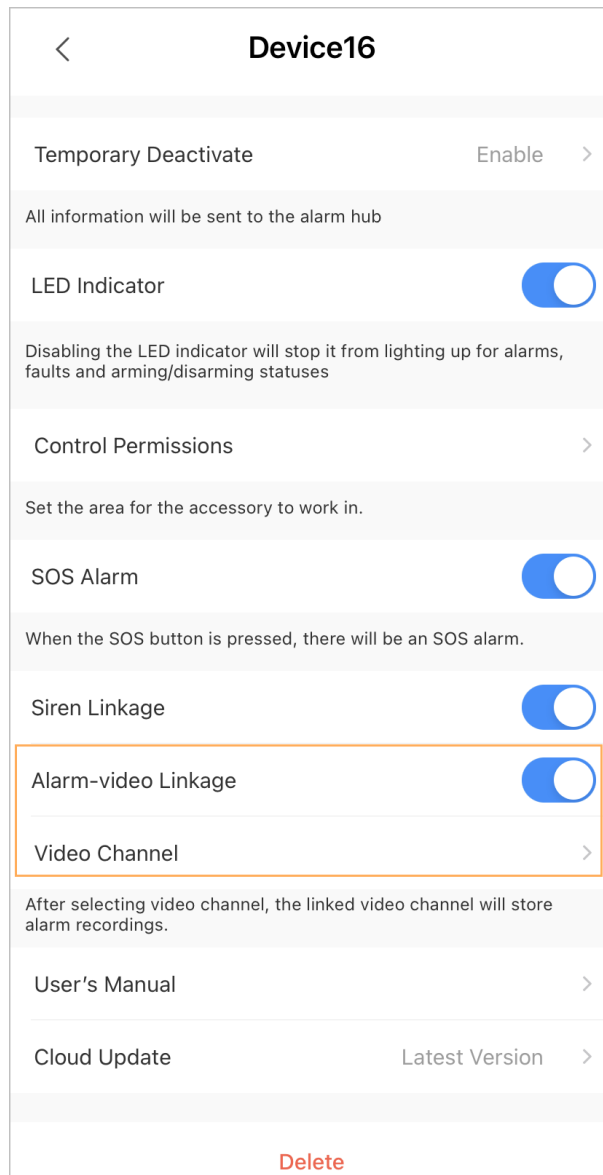 Device16
Temporary Deactivate Enable
All information will be sent to the alarm hub
LED Indicator
Disabling the LED indicator will stop it from lighting up for alarms,
faults and arming/disarming statuses
Control Permissions
Set the area for the accessory to work in.
SOS Alarm
When the SOS button is pressed, there will be an SOS alarm.
Siren Linkage
Alarm-video Linkage
Video Channel
After selecting video channel, the linked video channel will store
alarm recordings.
User’s Manual
Cloud Update Latest Version
Delete